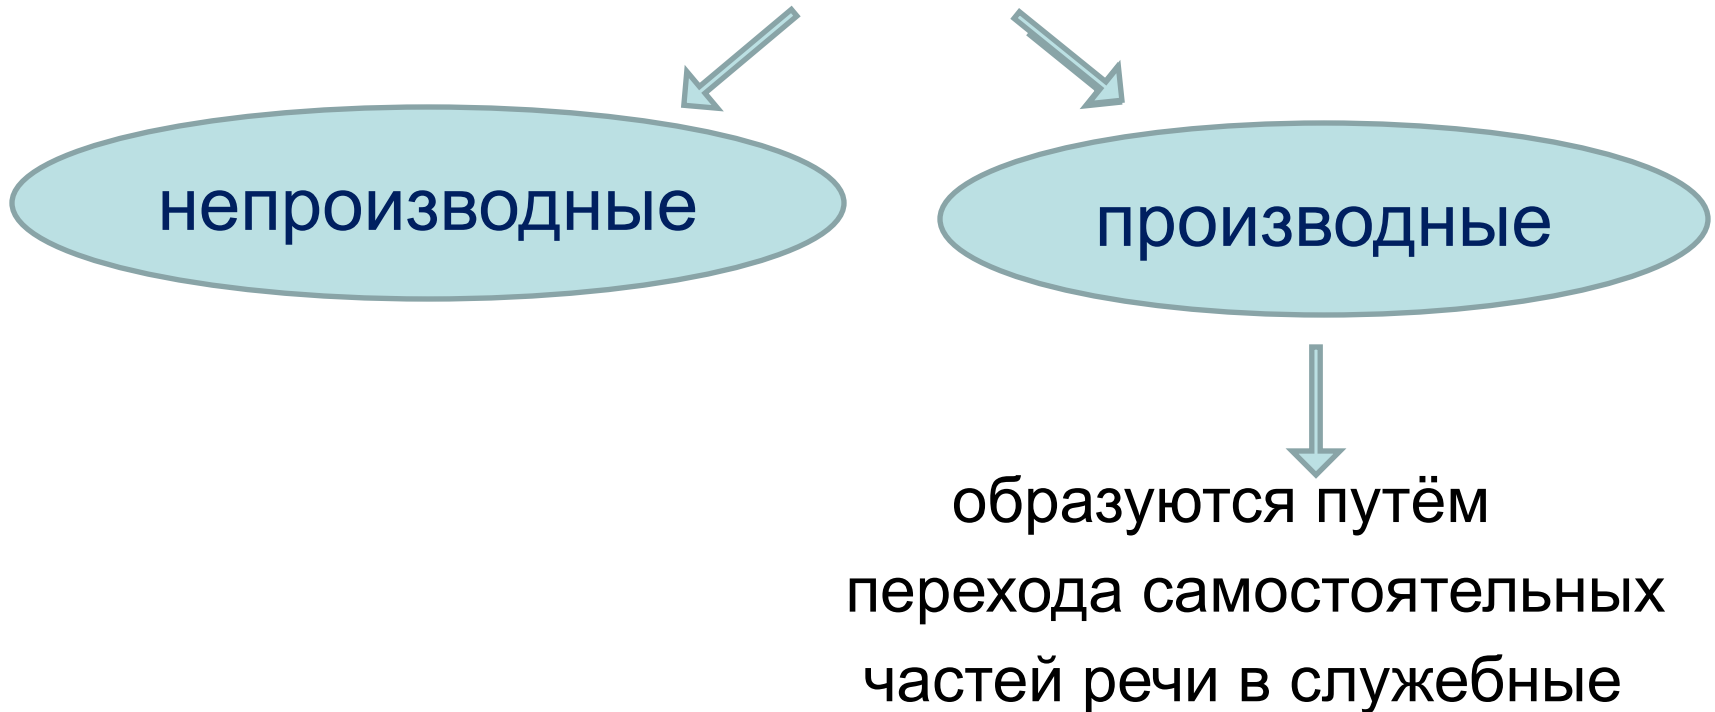 непроизводные
производные
образуются путём
перехода самостоятельных
частей речи в служебные